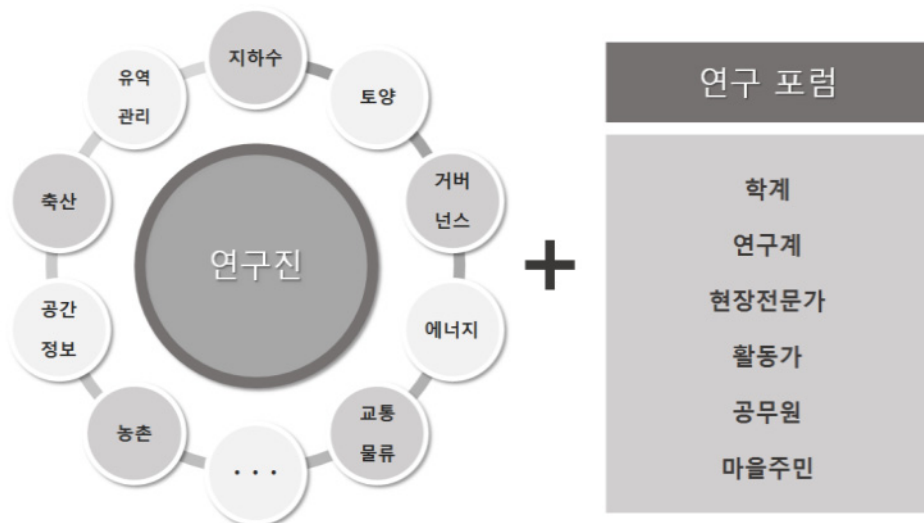 지하수
토양
거버
넌스
에너지
교통
물류
· · ·
농촌
공간
정보
축산
유역
관리
연구진
+
연구 포럼
학계
연구계
현장전문가
활동가
공무원
마을주민